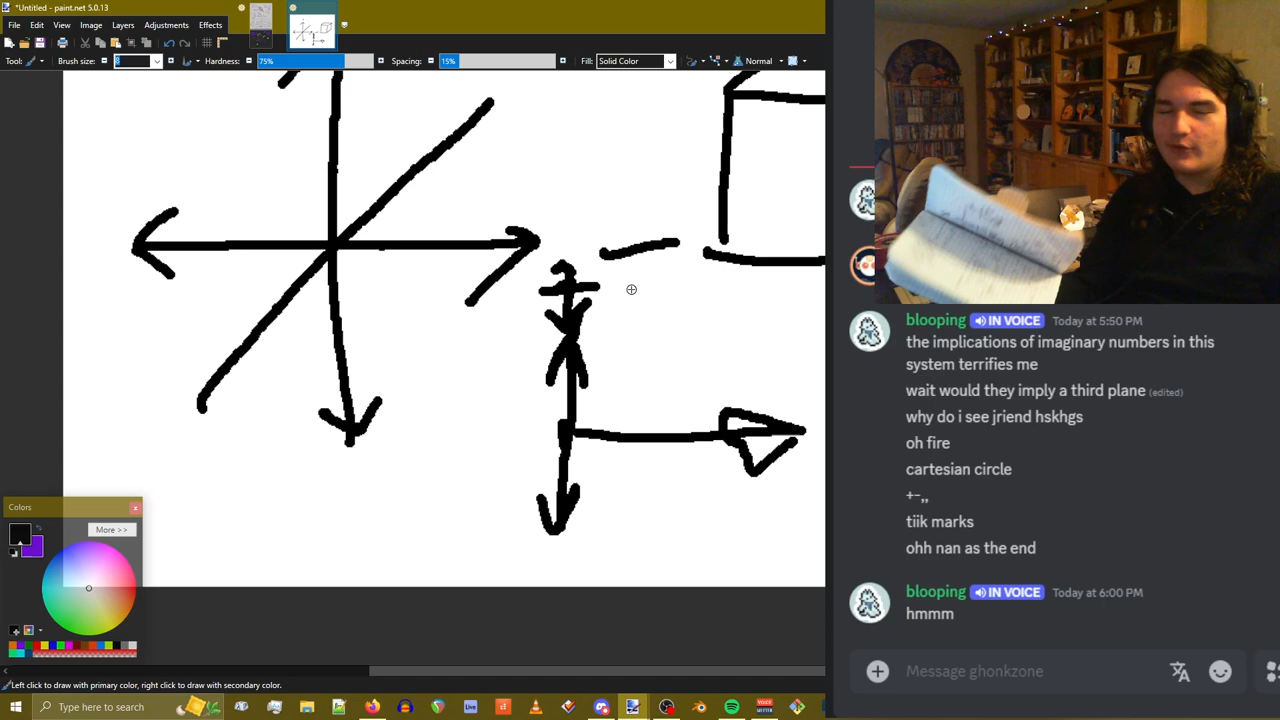 *Untitled - paint.net 5.0.13
File Edit View Image Layers Adjustments Effects
Tool: Brush size: Hardness: 75% Spacing: 15% Fill: Solid Color Normal
Colors
More >>
Left click to draw with primary color, right click to draw with secondary color.
Type here to search
Live
blooping IN VOICE Today at 5:50 PM
the implications of imaginary numbers in this
system terrifies me
wait would they imply a third plane (edited)
why do i see jriend hskhgs
oh fire
cartesian circle
+-,,
tiik marks
ohh nan as the end
blooping IN VOICE Today at 6:00 PM
hmmm
Message ghonkzone